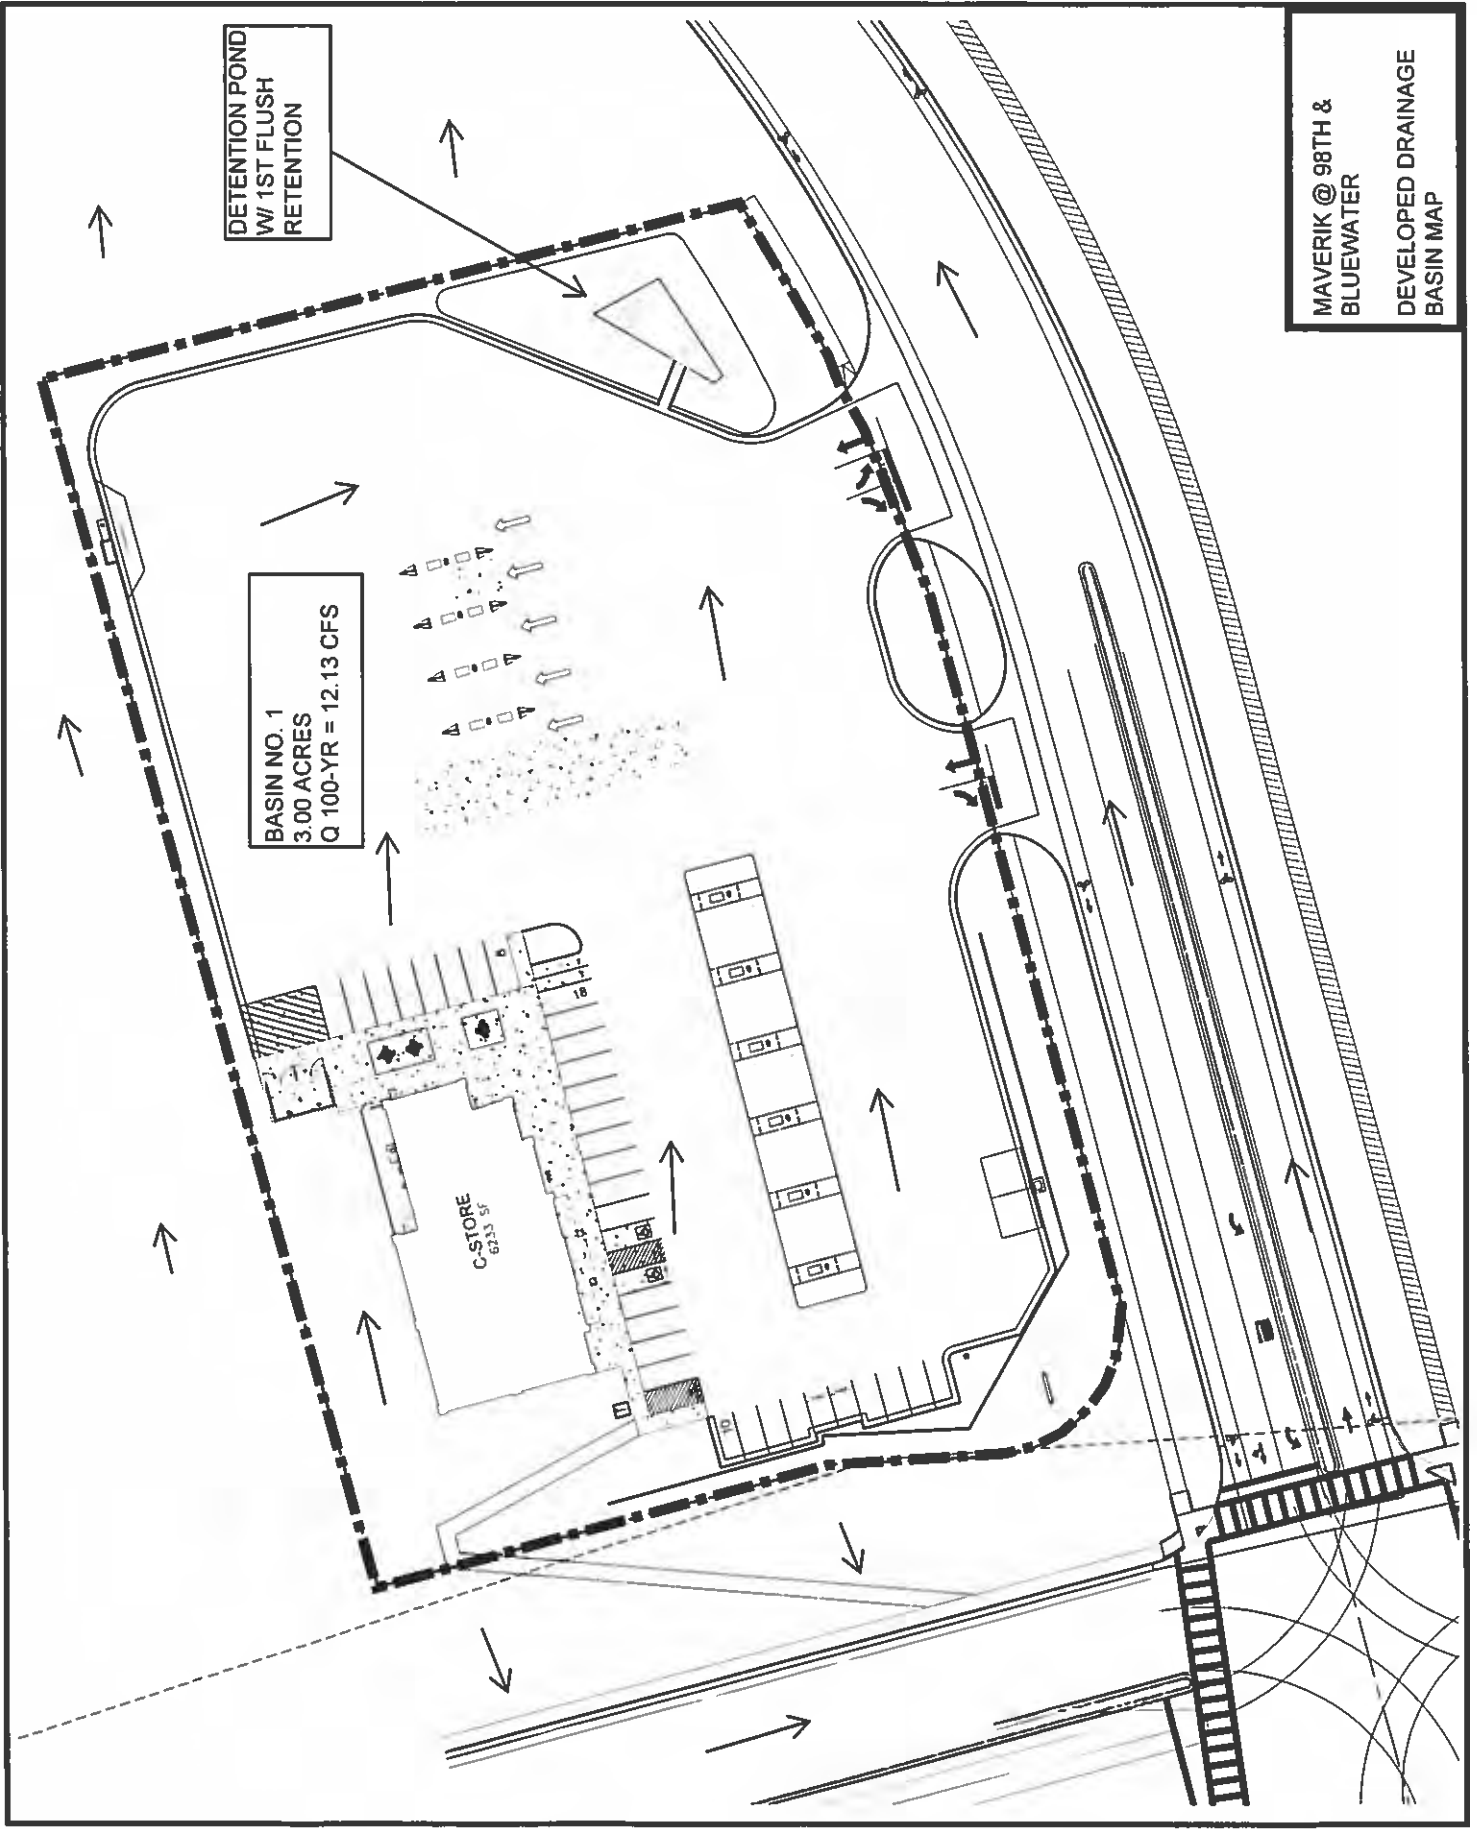 DETENTION POND
W/ 1ST FLUSH
RETENTION
BASIN NO. 1
3.00 ACRES
Q 100-YR = 12.13 CFS
C-STORE
6233 SF
8
18
10
MAVERIK @ 98TH &
BLUEWATER
DEVELOPED DRAINAGE
BASIN MAP